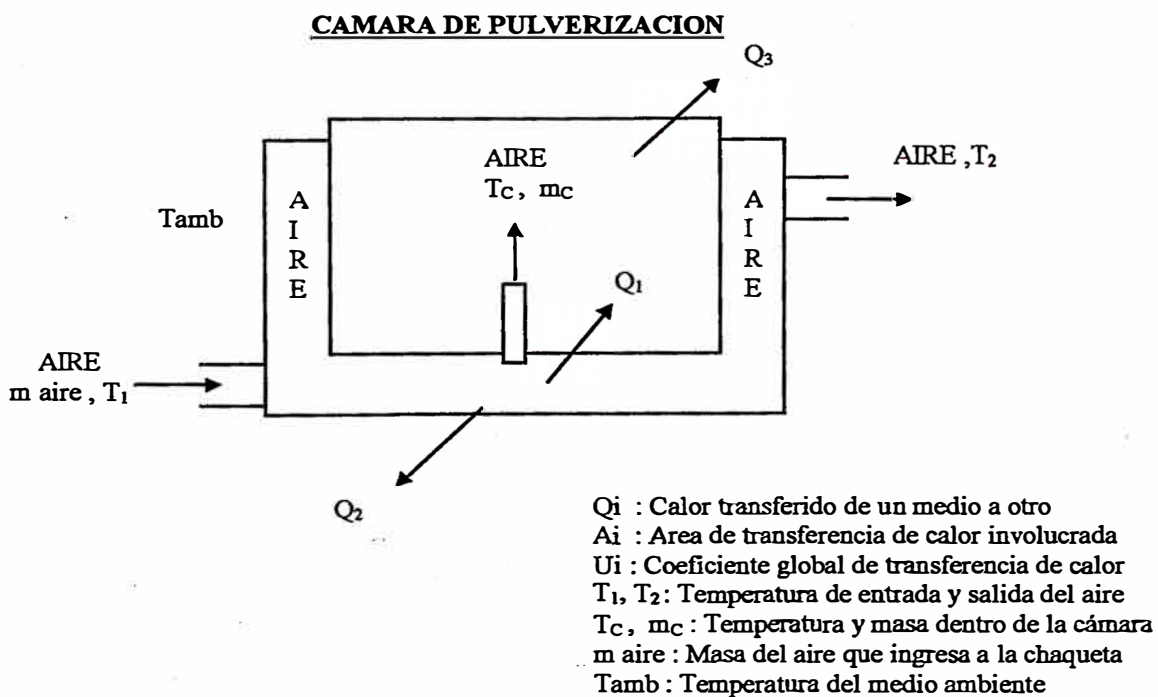 CAMARA DE PULVERIZACION
Q3
AIRE
TC , mC
AIRE ,T2
Tamb
A
I
R
E
A
I
R
E
Q1
AIRE
m aire , T1
Q2
Qi : Calor transferido de un medio a otro
Ai : Area de transferencia de calor involucrada
Ui : Coeficiente global de transferencia de calor
T1, T2 : Temperatura de entrada y salida del aire
TC , mC : Temperatura y masa dentro de la cámara
m aire : Masa del aire que ingresa a la chaqueta
Tamb : Temperatura del medio ambiente